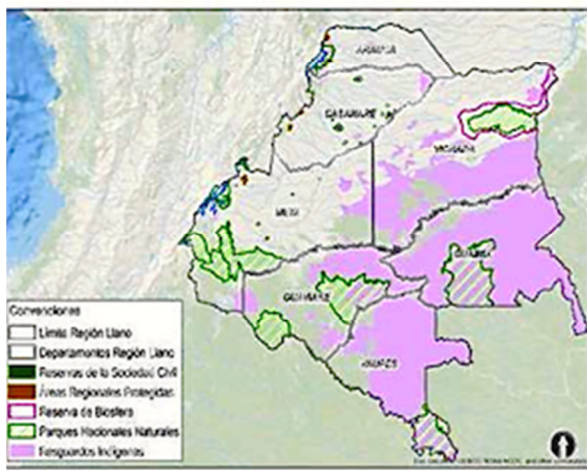 ARAUCA
CASANARE
VICHADA
META
GUAINIA
GUAVIARE
VAUPES
Convenciones
Límite Región Llano
Departamentos Región Llano
Reservas de la Sociedad Civil
Áreas Regionales Protegidas
Reserva de Biosfera
Parques Nacionales Naturales
Resguardos Indígenas